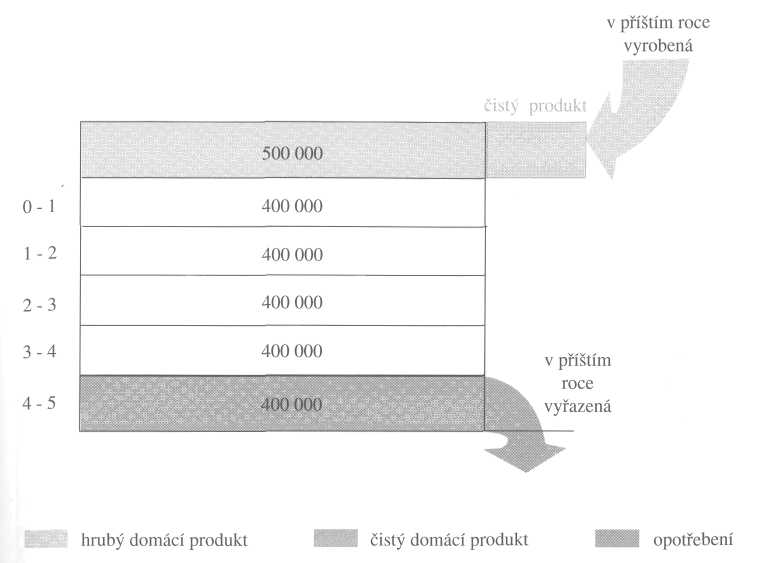 v příštím roce
vyrobená
čistý produkt
500 000
0 - 1 400 000
1 - 2 400 000
2 - 3 400 000
3 - 4 400 000
v příštím
roce
vyřazená
4 - 5 400 000
hrubý domácí produkt čistý domácí produkt opotřebení